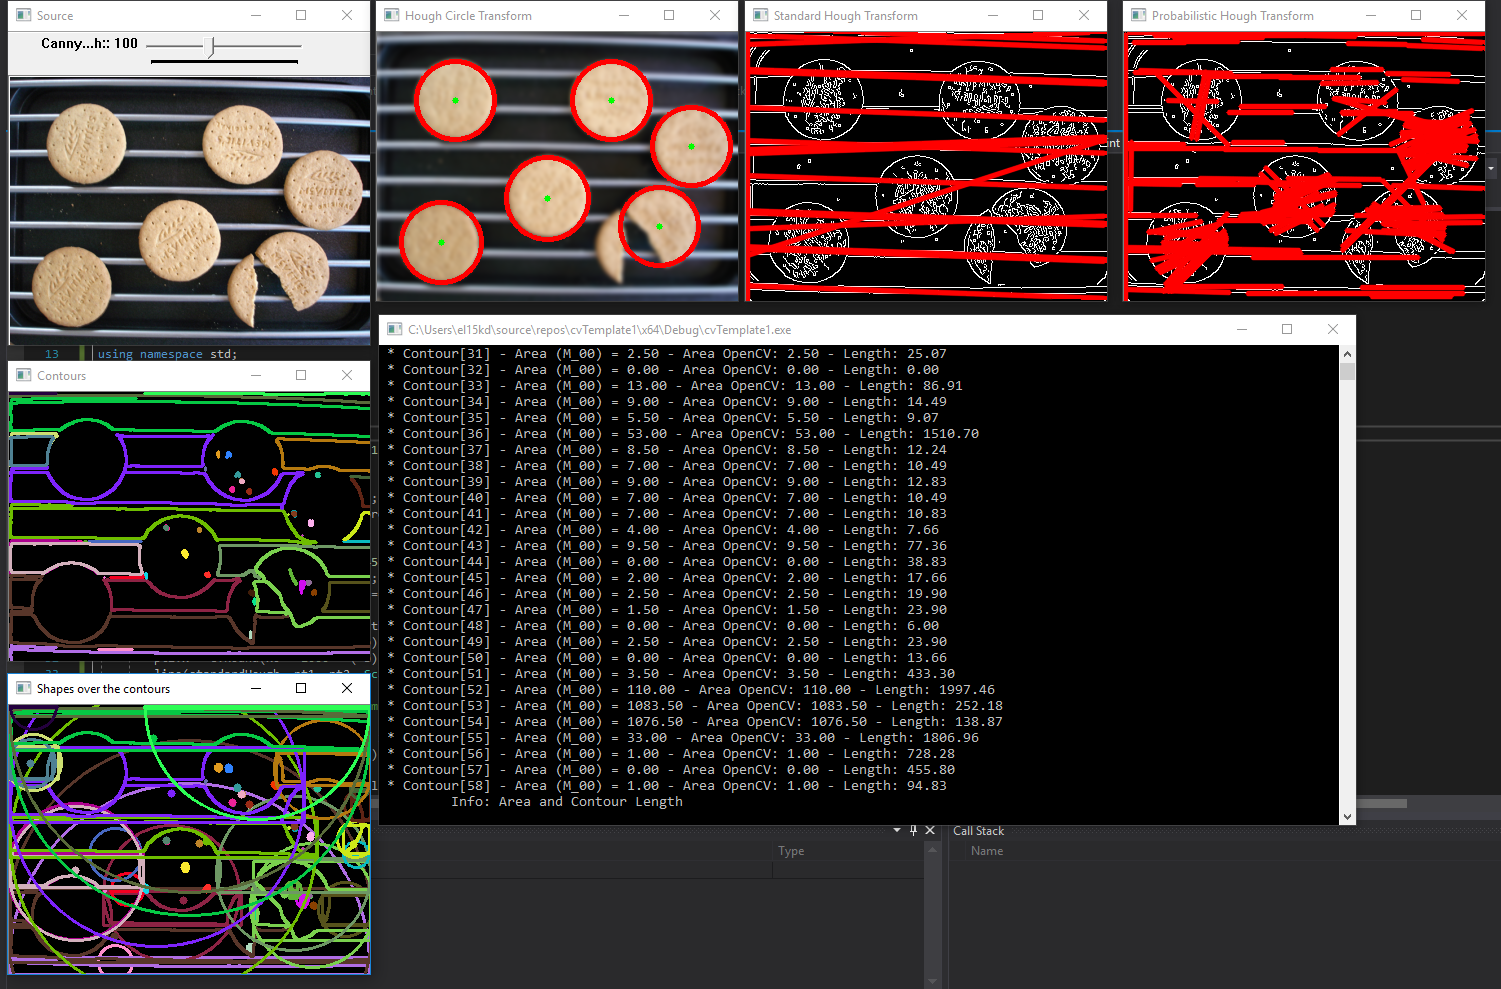 Source
Canny...h:: 100
Hough Circle Transform
Standard Hough Transform
Probabilistic Hough Transform
int
13 using namespace std;
Contours
Shapes over the contours
C:\Users\el15kd\source\repos\cvTemplate1\x64\Debug\cvTemplate1.exe
* Contour[31] - Area (M_00) = 2.50 - Area OpenCV: 2.50 - Length: 25.07
* Contour[32] - Area (M_00) = 0.00 - Area OpenCV: 0.00 - Length: 0.00
* Contour[33] - Area (M_00) = 13.00 - Area OpenCV: 13.00 - Length: 86.91
* Contour[34] - Area (M_00) = 9.00 - Area OpenCV: 9.00 - Length: 14.49
* Contour[35] - Area (M_00) = 5.50 - Area OpenCV: 5.50 - Length: 9.07
* Contour[36] - Area (M_00) = 53.00 - Area OpenCV: 53.00 - Length: 1510.70
* Contour[37] - Area (M_00) = 8.50 - Area OpenCV: 8.50 - Length: 12.24
* Contour[38] - Area (M_00) = 7.00 - Area OpenCV: 7.00 - Length: 10.49
* Contour[39] - Area (M_00) = 9.00 - Area OpenCV: 9.00 - Length: 12.83
* Contour[40] - Area (M_00) = 7.00 - Area OpenCV: 7.00 - Length: 10.49
* Contour[41] - Area (M_00) = 7.00 - Area OpenCV: 7.00 - Length: 10.83
* Contour[42] - Area (M_00) = 4.00 - Area OpenCV: 4.00 - Length: 7.66
* Contour[43] - Area (M_00) = 9.50 - Area OpenCV: 9.50 - Length: 77.36
* Contour[44] - Area (M_00) = 0.00 - Area OpenCV: 0.00 - Length: 38.83
* Contour[45] - Area (M_00) = 2.00 - Area OpenCV: 2.00 - Length: 17.66
* Contour[46] - Area (M_00) = 2.50 - Area OpenCV: 2.50 - Length: 19.90
* Contour[47] - Area (M_00) = 1.50 - Area OpenCV: 1.50 - Length: 23.90
* Contour[48] - Area (M_00) = 0.00 - Area OpenCV: 0.00 - Length: 6.00
* Contour[49] - Area (M_00) = 2.50 - Area OpenCV: 2.50 - Length: 23.90
* Contour[50] - Area (M_00) = 0.00 - Area OpenCV: 0.00 - Length: 13.66
* Contour[51] - Area (M_00) = 3.50 - Area OpenCV: 3.50 - Length: 433.30
* Contour[52] - Area (M_00) = 110.00 - Area OpenCV: 110.00 - Length: 1997.46
* Contour[53] - Area (M_00) = 1083.50 - Area OpenCV: 1083.50 - Length: 252.18
* Contour[54] - Area (M_00) = 1076.50 - Area OpenCV: 1076.50 - Length: 138.87
* Contour[55] - Area (M_00) = 33.00 - Area OpenCV: 33.00 - Length: 1806.96
* Contour[56] - Area (M_00) = 1.00 - Area OpenCV: 1.00 - Length: 728.28
* Contour[57] - Area (M_00) = 0.00 - Area OpenCV: 0.00 - Length: 455.80
* Contour[58] - Area (M_00) = 1.00 - Area OpenCV: 1.00 - Length: 94.83
Info: Area and Contour Length
Type
Call Stack
Name